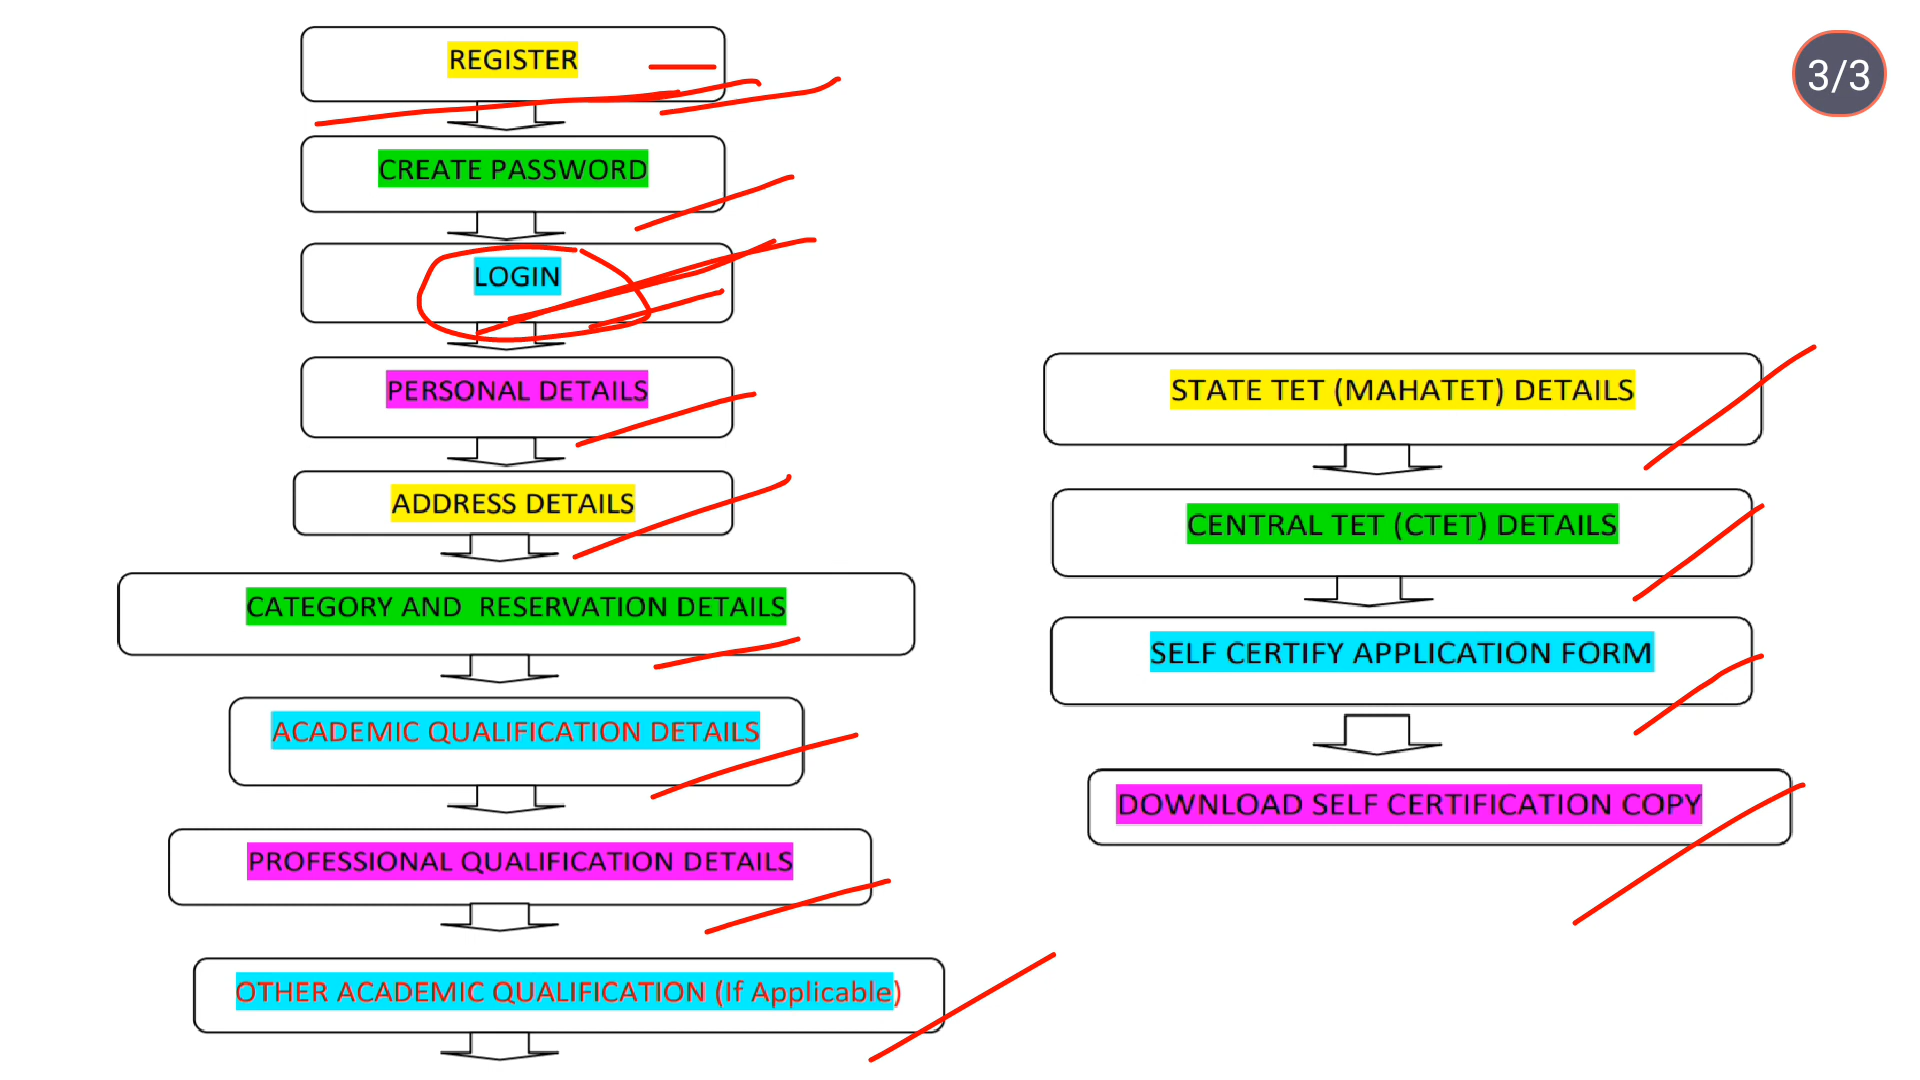 REGISTER
CREATE PASSWORD
LOGIN
PERSONAL DETAILS
ADDRESS DETAILS
CATEGORY AND RESERVATION DETAILS
ACADEMIC QUALIFICATION DETAILS
PROFESSIONAL QUALIFICATION DETAILS
OTHER ACADEMIC QUALIFICATION (If Applicable)
STATE TET (MAHATET) DETAILS
CENTRAL TET (CTET) DETAILS
SELF CERTIFY APPLICATION FORM
DOWNLOAD SELF CERTIFICATION COPY
3/3